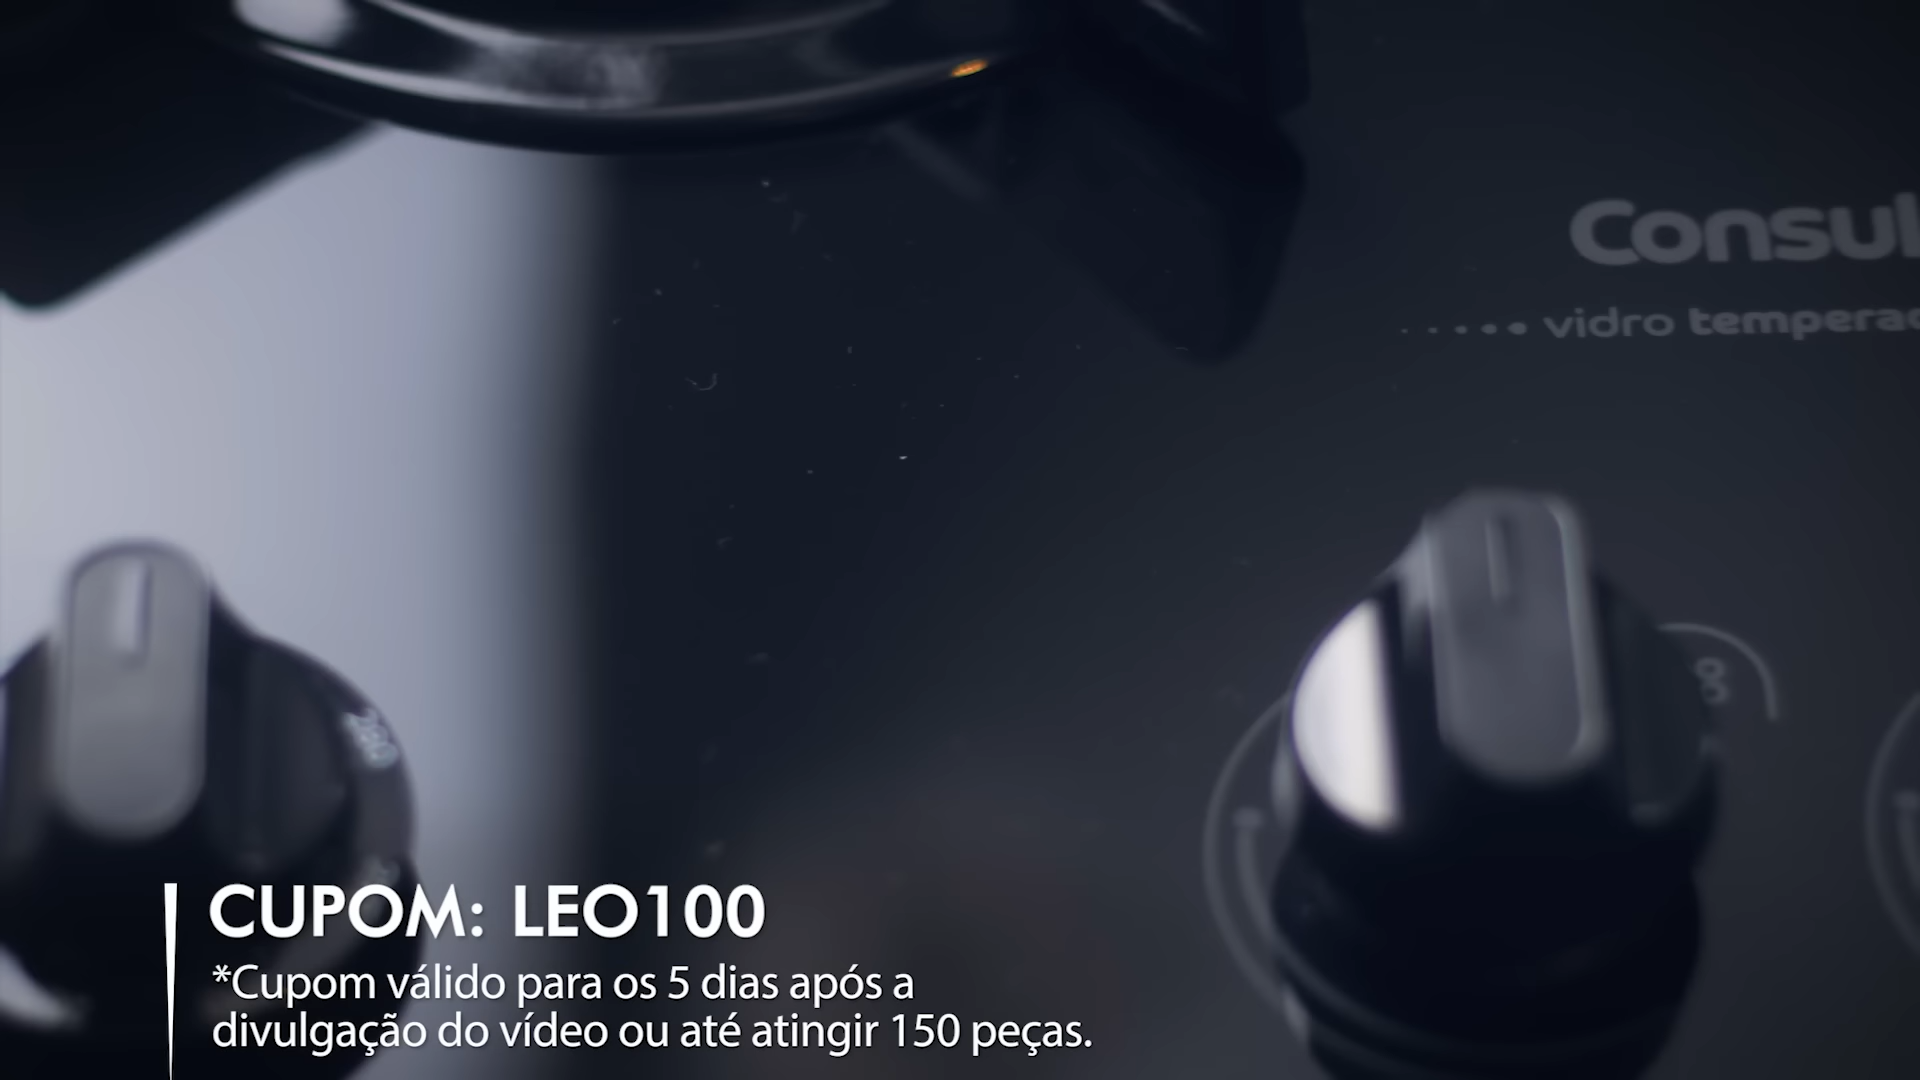 Consul
vidro
280
CUPOM: LEO100
*Cupom válido para os 5 dias após a
divulgação do vídeo ou até atingir 150 peças.